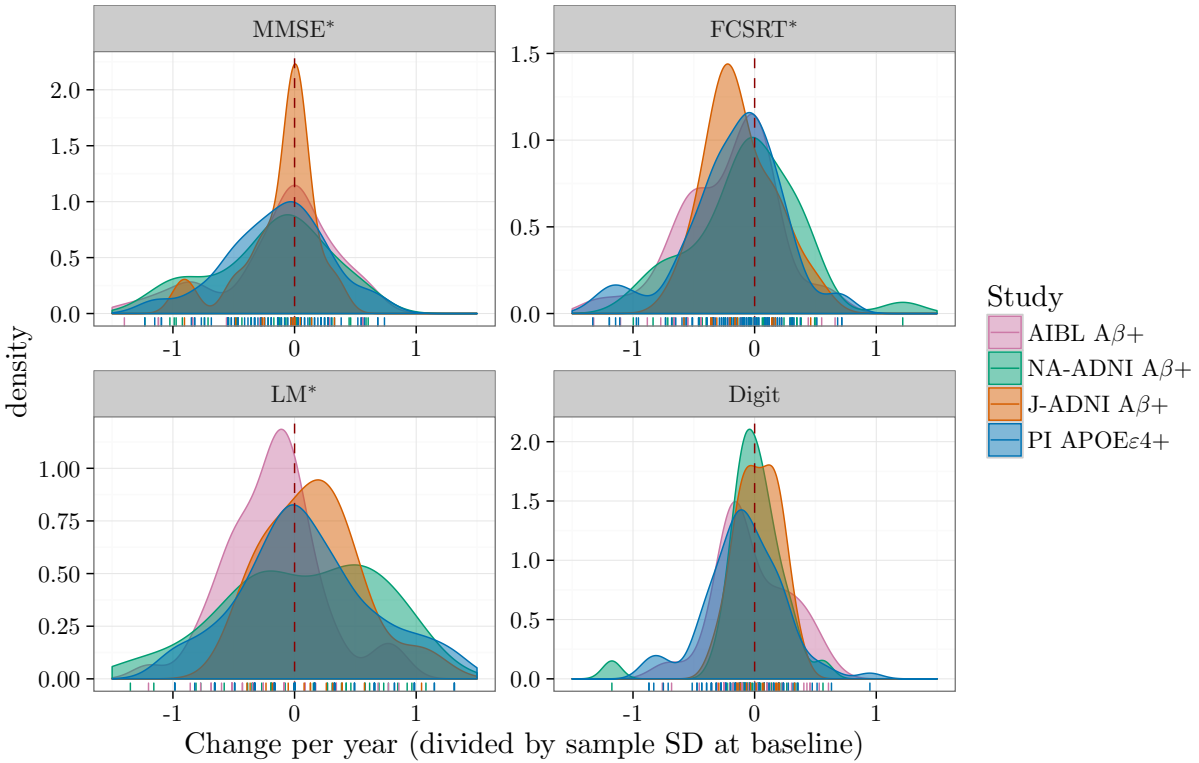 MMSE*
FCSRT*
2.0
1.5
1.0
0.5
0.0
-1
0
1
1.5
1.0
0.5
0.0
-1
0
1
LM*
Digit
1.00
0.75
0.50
0.25
0.00
-1
0
1
2.0
1.5
1.0
0.5
0.0
-1
0
1
density
Change per year (divided by sample SD at baseline)
Study
AIBL Aβ+
NA-ADNI Aβ+
J-ADNI Aβ+
PI APOEε4+